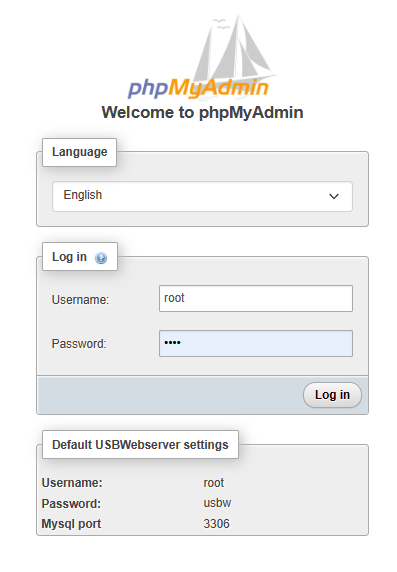 phpMyAdmin
Welcome to phpMyAdmin
Language
English
Log in
Username: root
Password: ••••
Log in
Default USBWebserver settings
Username: root
Password: usbw
Mysql port 3306